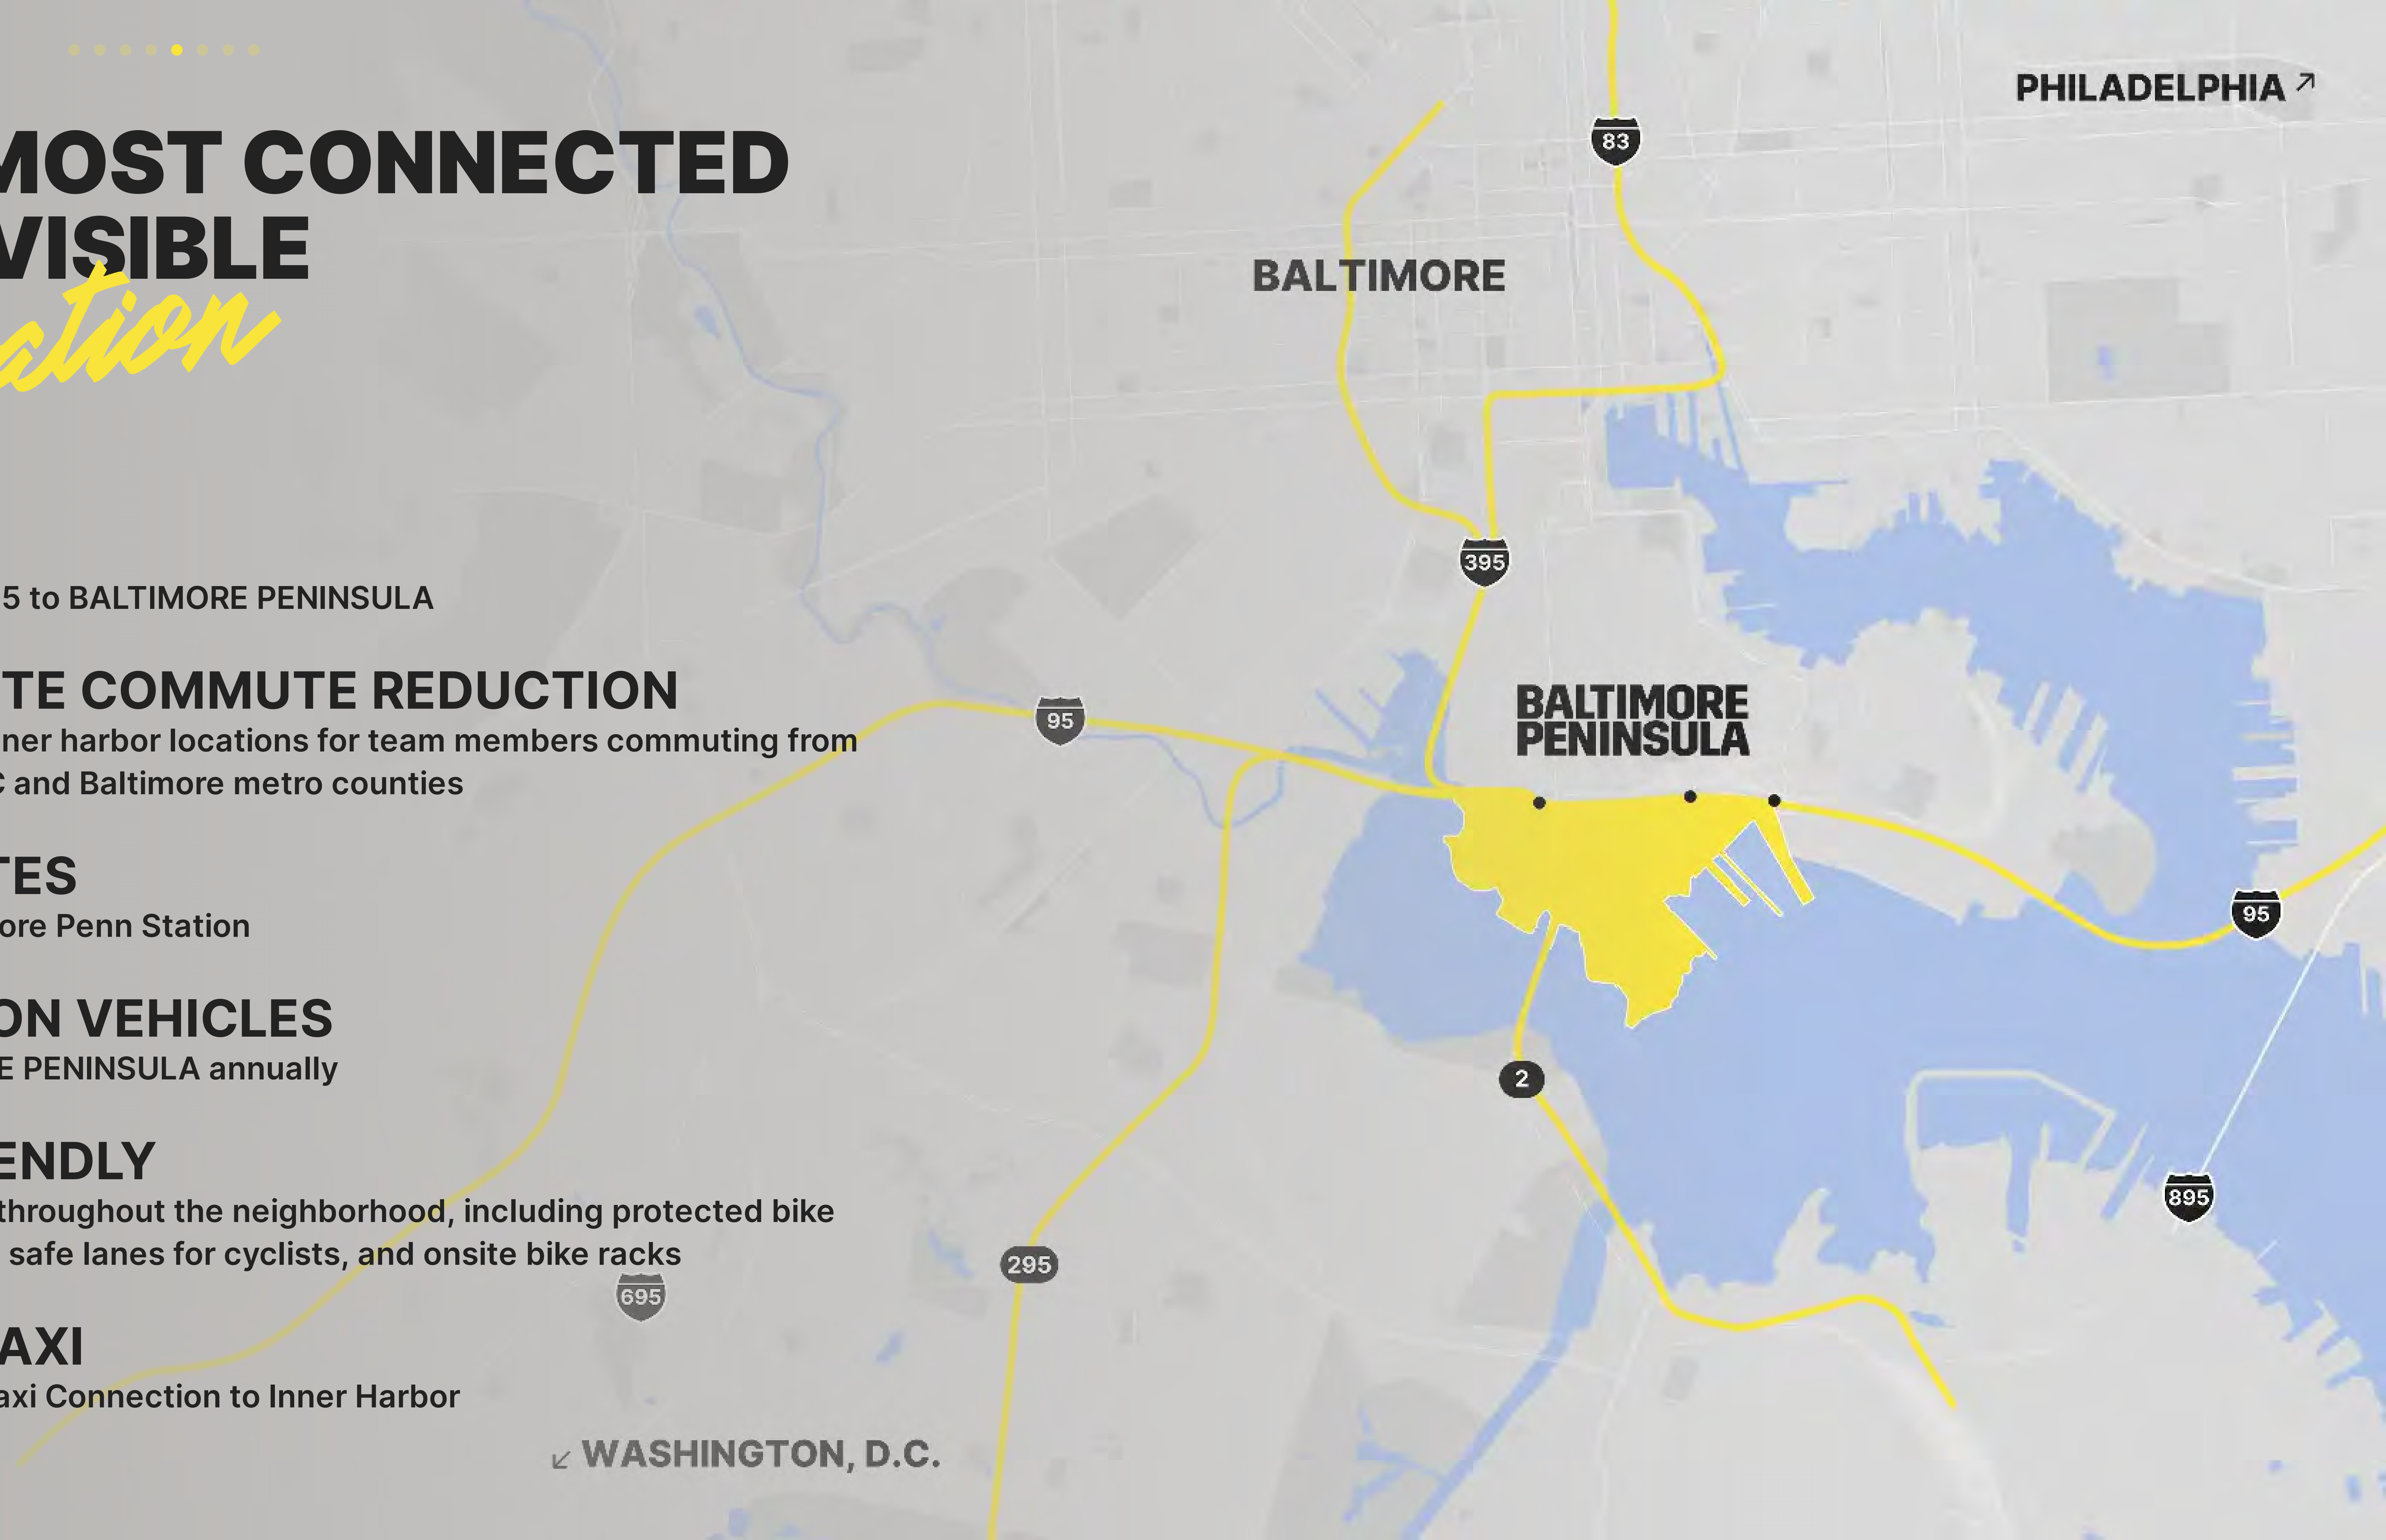 MOST CONNECTED
VISIBLE
ation
5 to BALTIMORE PENINSULA
TE COMMUTE REDUCTION
ner harbor locations for team members commuting from
C and Baltimore metro counties
TES
ore Penn Station
ON VEHICLES
E PENINSULA annually
ENDLY
throughout the neighborhood, including protected bike
safe lanes for cyclists, and onsite bike racks
AXI
axi Connection to Inner Harbor
PHILADELPHIA ↗
83
BALTIMORE
395
95
BALTIMORE
PENINSULA
95
2
895
295
695
↙ WASHINGTON, D.C.